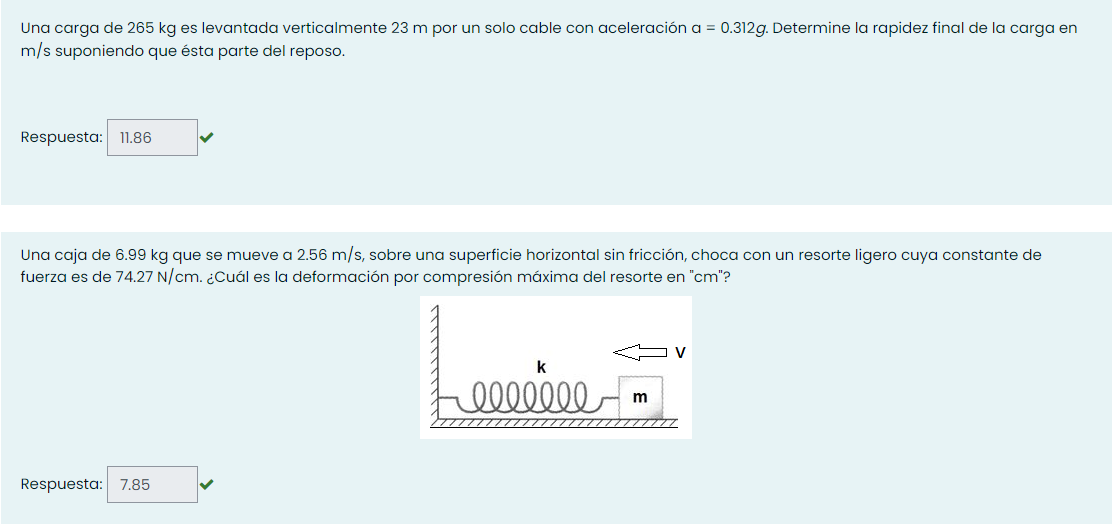 Una carga de 265 kg es levantada verticalmente 23 m por un solo cable con aceleración a = 0.312g. Determine la rapidez final de la carga en
m/s suponiendo que ésta parte del reposo.
Respuesta: 11.86
Una caja de 6.99 kg que se mueve a 2.56 m/s, sobre una superficie horizontal sin fricción, choca con un resorte ligero cuya constante de
fuerza es de 74.27 N/cm. ¿Cuál es la deformación por compresión máxima del resorte en "cm"?
V
k
m
Respuesta: 7.85